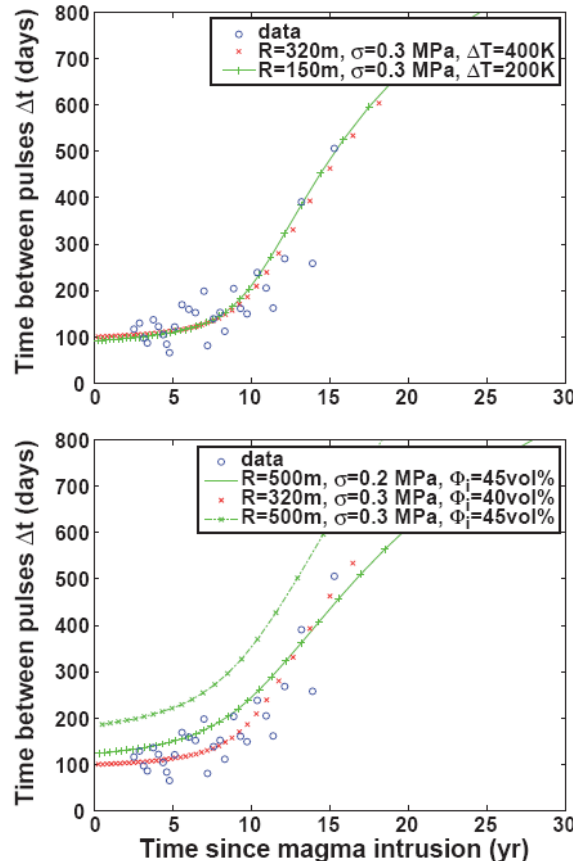 800
700
600
500
400
300
200
100
0
Time between pulses Δt (days)
data
R=320m, σ=0.3 MPa, ΔT=400K
R=150m, σ=0.3 MPa, ΔT=200K
0 5 10 15 20 25 30
800
700
600
500
400
300
200
100
0
Time between pulses Δt (days)
data
R=500m, σ=0.2 MPa, Φi=45vol%
R=320m, σ=0.3 MPa, Φi=40vol%
R=500m, σ=0.3 MPa, Φi=45vol%
0 5 10 15 20 25 30
Time since magma intrusion (yr)